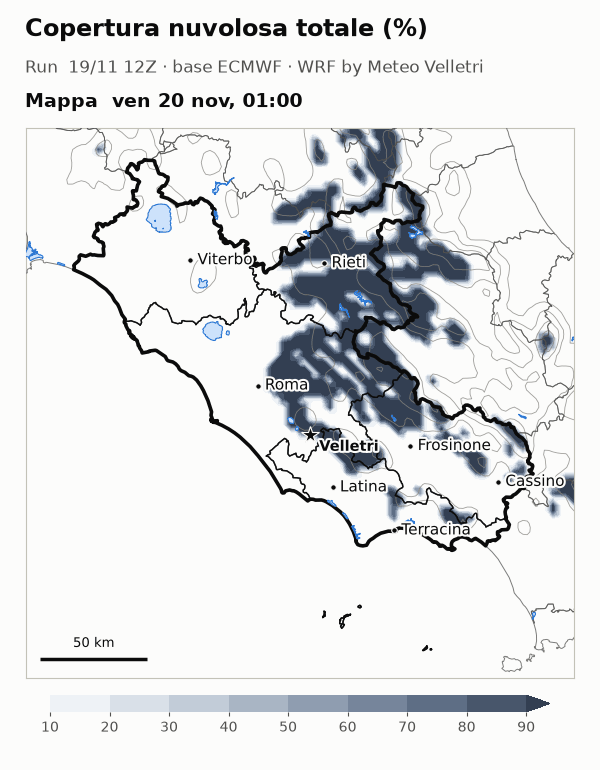 Copertura nuvolosa totale (%)
Run 19/11 12Z · base ECMWF · WRF by Meteo Velletri
Mappa ven 20 nov, 01:00
Viterbo
Rieti
Roma
Velletri
Frosinone
Latina
Cassino
Terracina
50 km
10 20 30 40 50 60 70 80 90